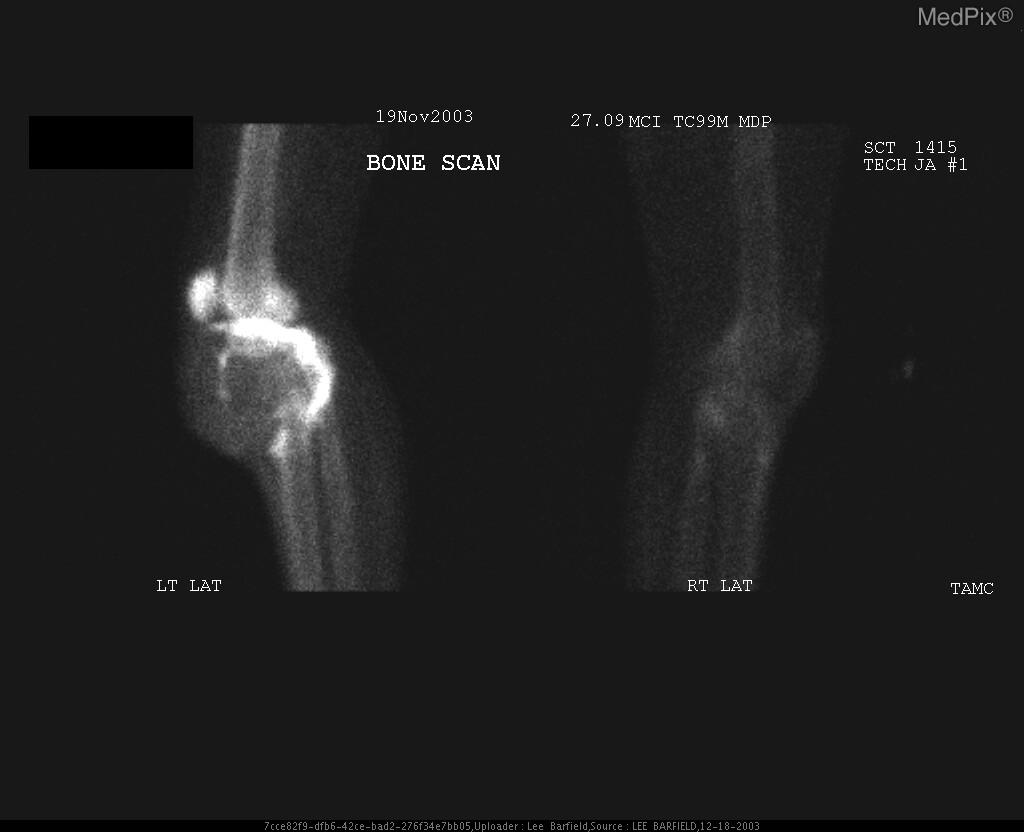 MedPix®
19Nov2003
27.09 MCI TC99M MDP
BONE SCAN
SCT 1415
TECH JA #1
LT LAT
RT LAT
TAMC
7cce82f9-dfb6-42ce-bad2-276f34e7bb05,Uploader : Lee Barfield,Source : LEE BARFIELD,12-18-2003